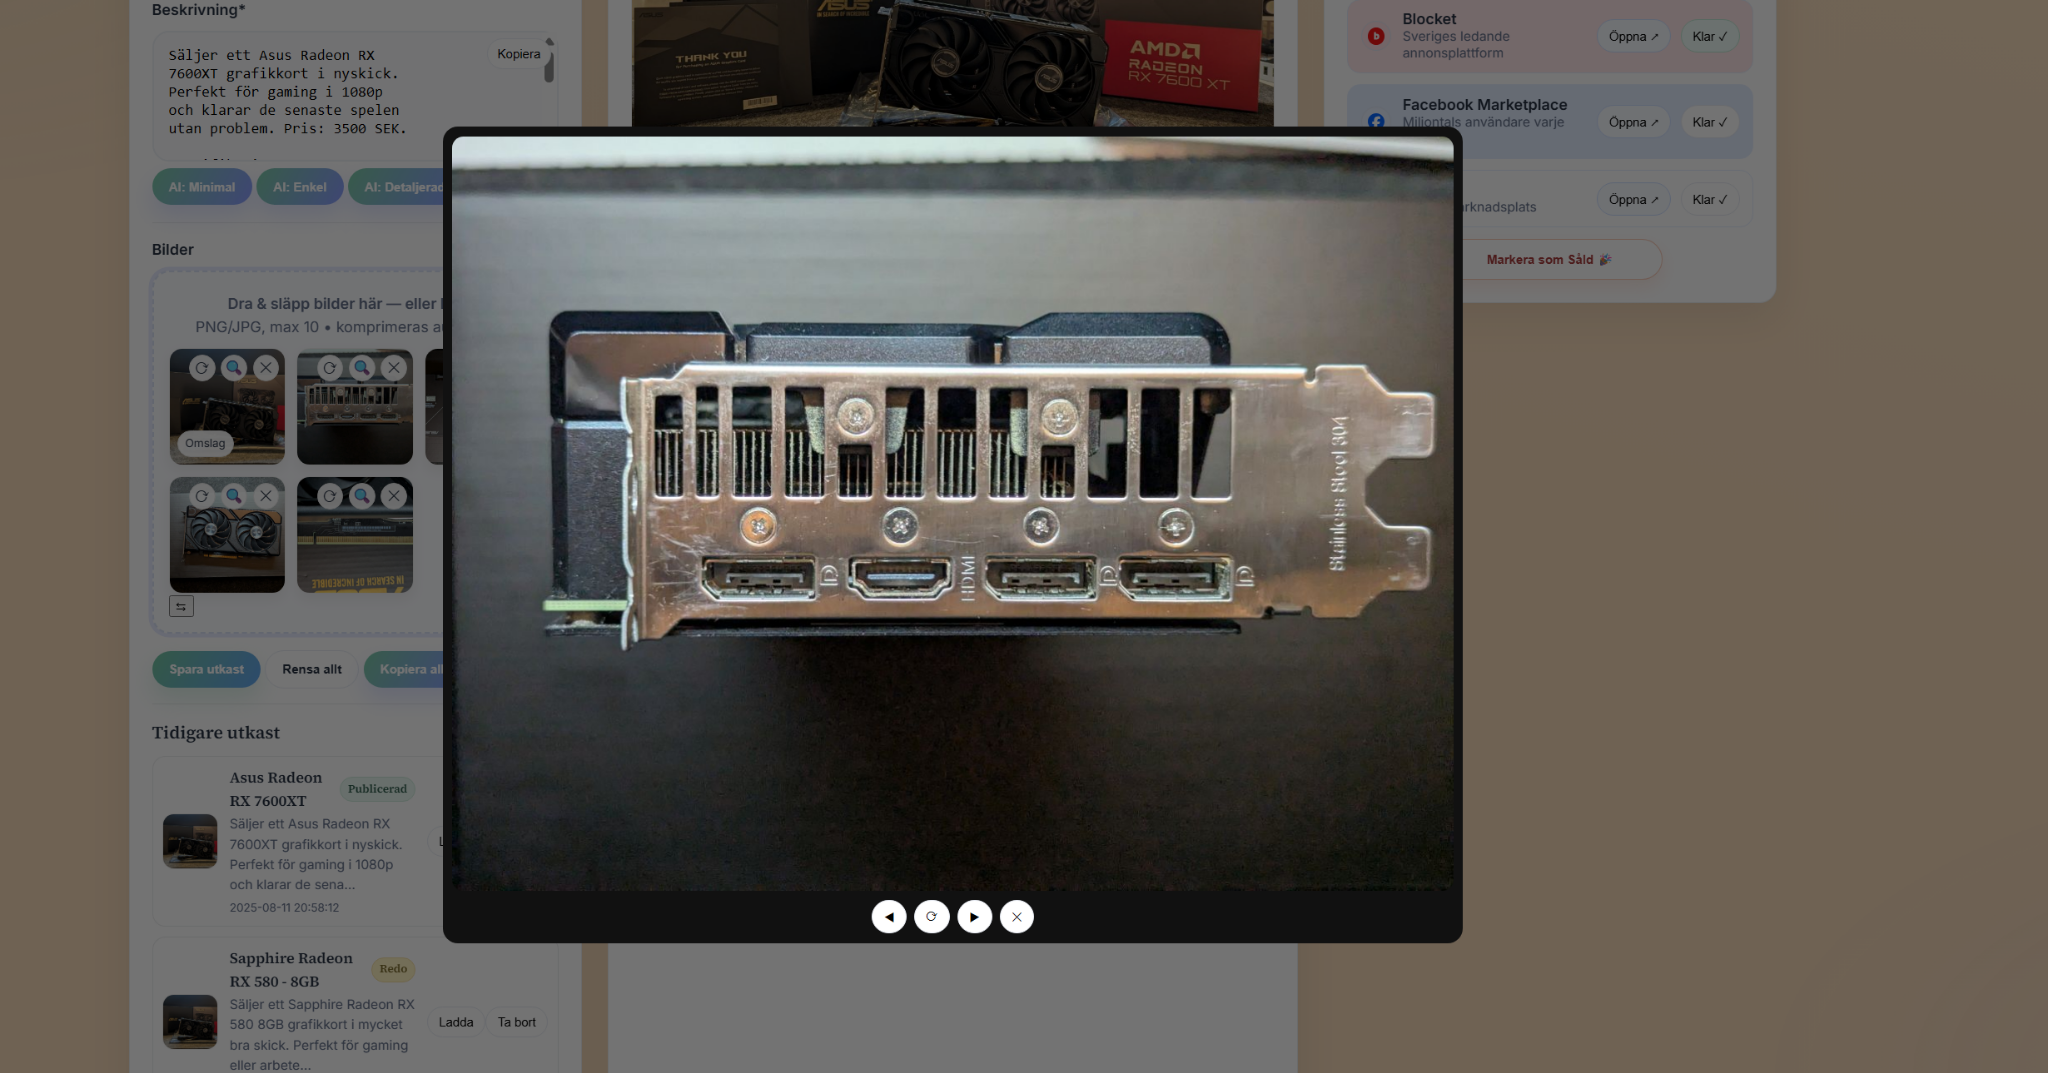 Beskrivning*
Säljer ett Asus Radeon RX
7600XT grafikkort i nyskick.
Perfekt för gaming i 1080p
och klarar de senaste spelen
utan problem. Pris: 3500 SEK.
Kopiera
AI: Minimal
AI: Enkel
AI: Detaljerad
Bilder
Dra & släpp bilder här — eller
PNG/JPG, max 10 • komprimeras
Omslag
IN SEARCH OF INCREDIBLE
Spara utkast
Rensa allt
Kopiera
Tidigare utkast
Asus Radeon
RX 7600XT
Publicerad
Säljer ett Asus Radeon RX
7600XT grafikkort i nyskick.
Perfekt för gaming i 1080p
och klarar de sena...
2025-08-11 20:58:12
Sapphire Radeon
RX 580 - 8GB
Redo
Säljer ett Sapphire Radeon RX
580 8GB grafikkort i mycket
bra skick. Perfekt för gaming
eller arbete...
Ladda
Ta bort
THANK YOU
ASUS
AMD
RADEON
RX 7600 XT
Stainless Steel 304
HDMI
Blocket
Sveriges ledande
annonsplattform
Öppna ↗
Klar ✓
Facebook Marketplace
Miljontals användare varje
Öppna ↗
Klar ✓
rknadsplats
Öppna ↗
Klar ✓
Markera som Såld 🎉